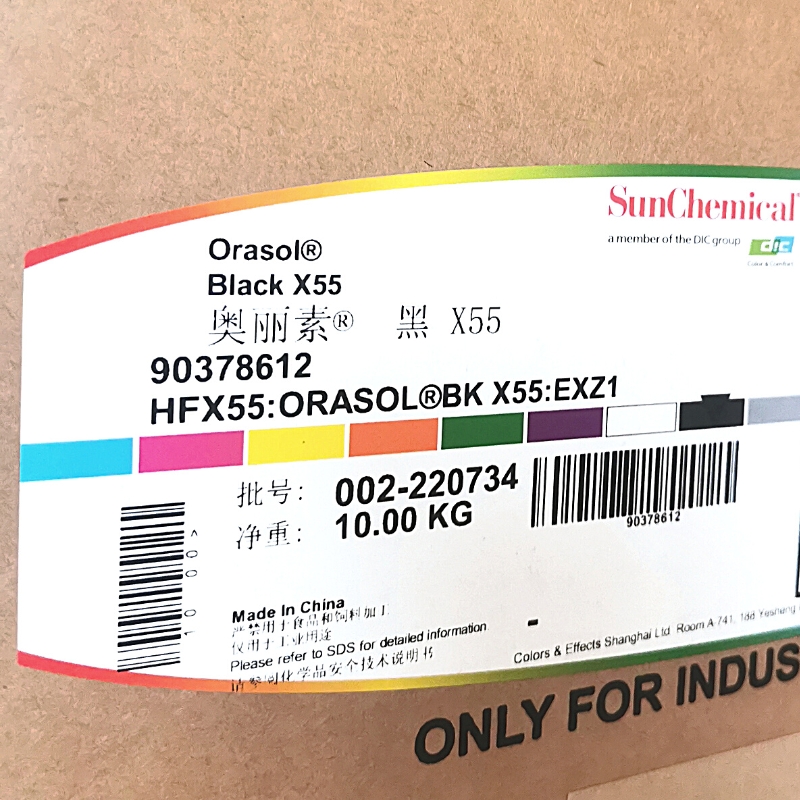 SunChemical
a member of the DIC group
dic
Color & Comfort
Orasol®
Black X55
奥丽素® 黑 X55
90378612
HFX55:ORASOL®BK X55:EXZ1
批号: 002-220734
净重: 10.00 KG
90378612
10 00>
Made In China
严禁用于食品和饲料加工
仅用于工业用途
Please refer to SDS for detailed information
请参阅化学品安全技术说明书
Colors & Effects Shanghai Ltd Room A-741,
ONLY FOR INDUS